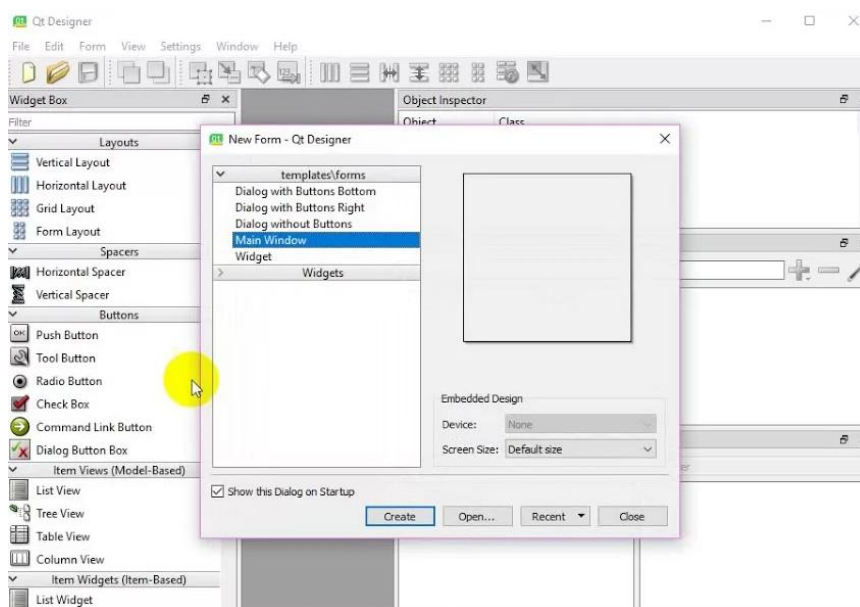 Qt Designer
File Edit Form View Settings Window Help
Widget Box
Filter
Layouts
Vertical Layout
Horizontal Layout
Grid Layout
Form Layout
Spacers
Horizontal Spacer
Vertical Spacer
Buttons
OK Push Button
Tool Button
Radio Button
Check Box
Command Link Button
Dialog Button Box
Item Views (Model-Based)
List View
Tree View
Table View
Column View
Item Widgets (Item-Based)
List Widget
Object Inspector
Object Class
New Form - Qt Designer
templates\forms
Dialog with Buttons Bottom
Dialog with Buttons Right
Dialog without Buttons
Main Window
Widget
Widgets
Embedded Design
Device: None
Screen Size: Default size
Show this Dialog on Startup
Create Open... Recent Close